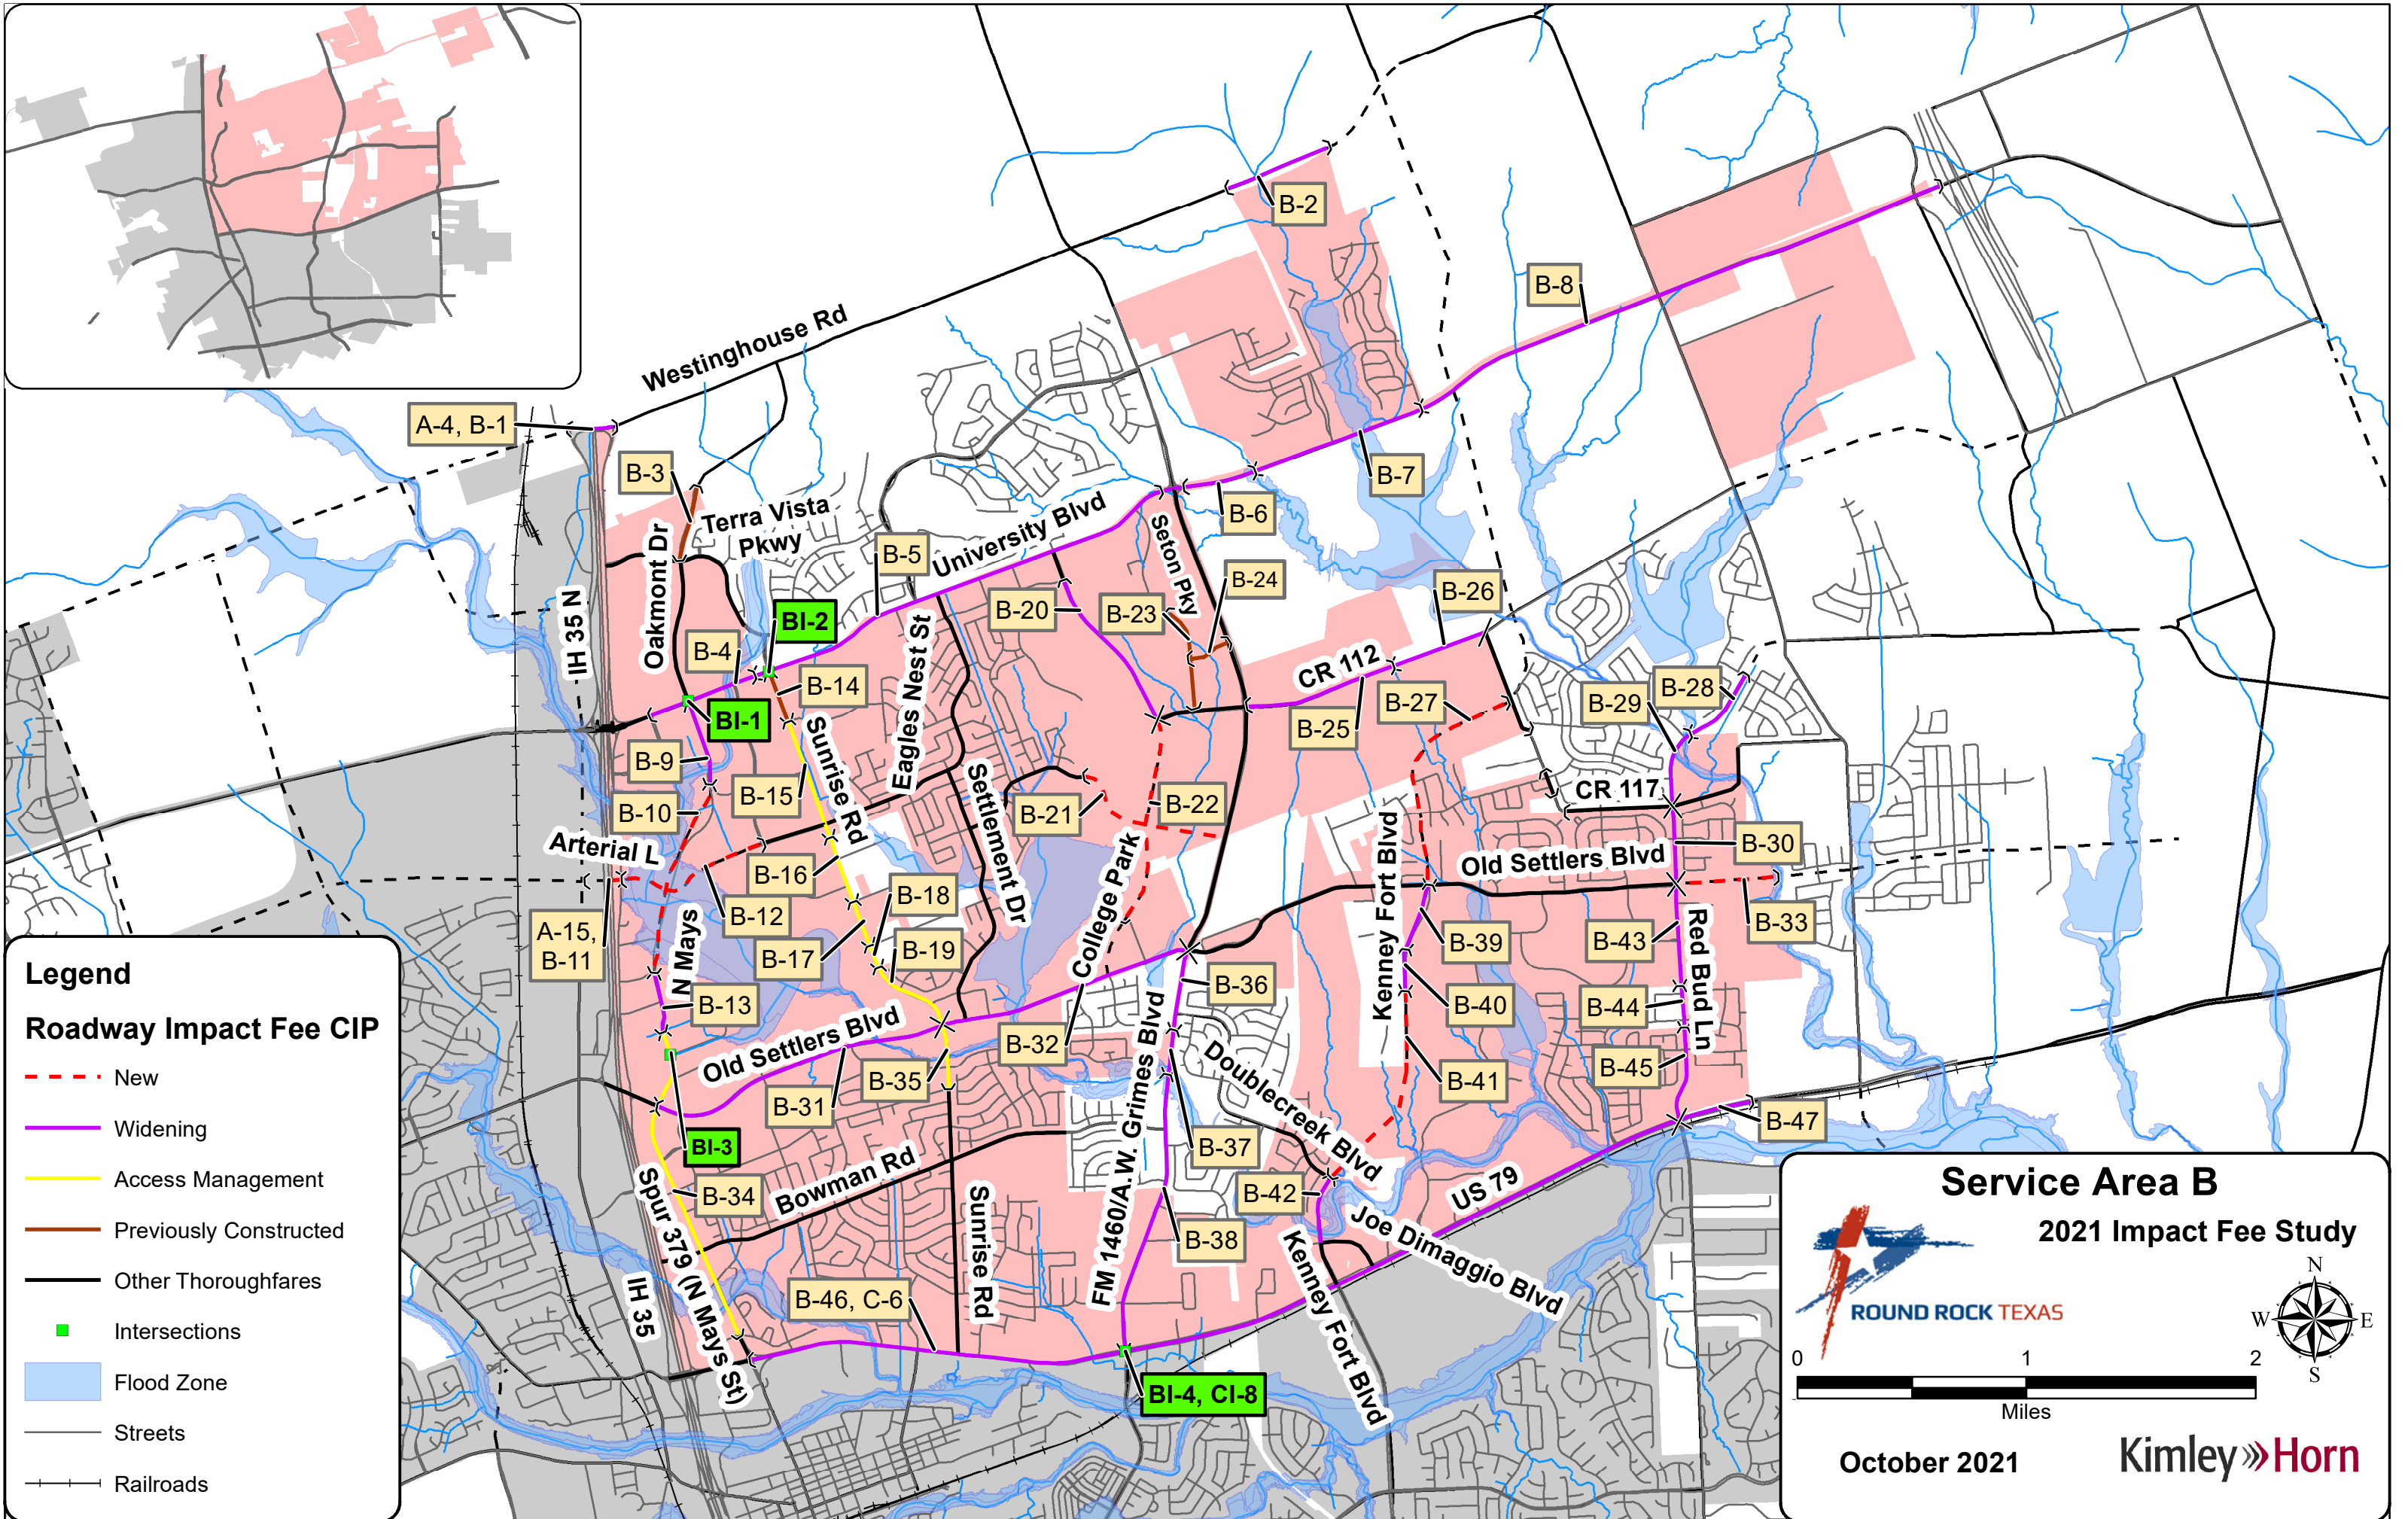 Westinghouse Rd
A-4, B-1
B-2
B-8
B-3
B-7
B-6
Terra Vista
Pkwy
Oakmont Dr
B-5
University Blvd
Seton Pky
B-24
B-26
IH 35 N
BI-2
B-20
B-23
B-4
Eagles Nest St
CR 112
B-14
BI-1
B-25
B-27
B-29
B-28
B-9
B-15
Sunrise Rd
Settlement Dr
B-10
B-21
B-22
CR 117
Arterial L
B-16
B-30
Kenney Fort Blvd
Old Settlers Blvd
B-18
College Park
B-12
A-15,
B-11
N Mays
B-17
B-19
B-39
B-43
Red Bud Ln
B-33
B-13
B-36
B-40
B-44
Old Settlers Blvd
B-32
FM 1460/A.W. Grimes Blvd
Doublecreek Blvd
B-35
B-41
B-45
B-31
B-47
BI-3
B-37
Bowman Rd
B-34
B-42
US 79
Spur 379 (N Mays St)
Sunrise Rd
B-38
Joe Dimaggio Blvd
Kenney Fort Blvd
IH 35
B-46, C-6
BI-4, CI-8
Legend
Roadway Impact Fee CIP
New
Widening
Access Management
Previously Constructed
Other Thoroughfares
Intersections
Flood Zone
Streets
Railroads
Service Area B
2021 Impact Fee Study
ROUND ROCK TEXAS
N
W E
S
0 1 2
Miles
October 2021
Kimley»Horn